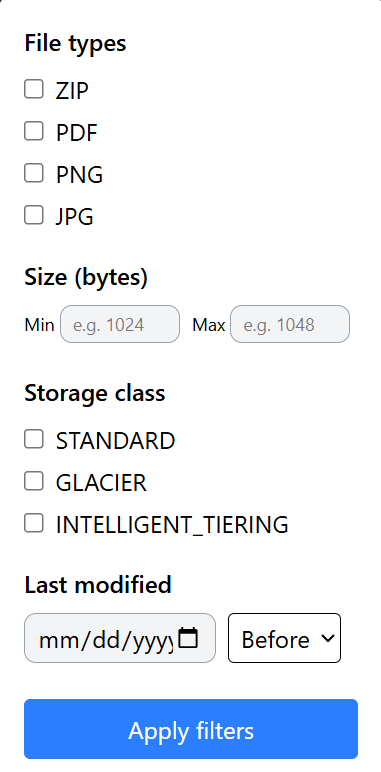 File types
ZIP
PDF
PNG
JPG
Size (bytes)
Min e.g. 1024 Max e.g. 1048
Storage class
STANDARD
GLACIER
INTELLIGENT_TIERING
Last modified
mm/dd/yyyy Before
Apply filters